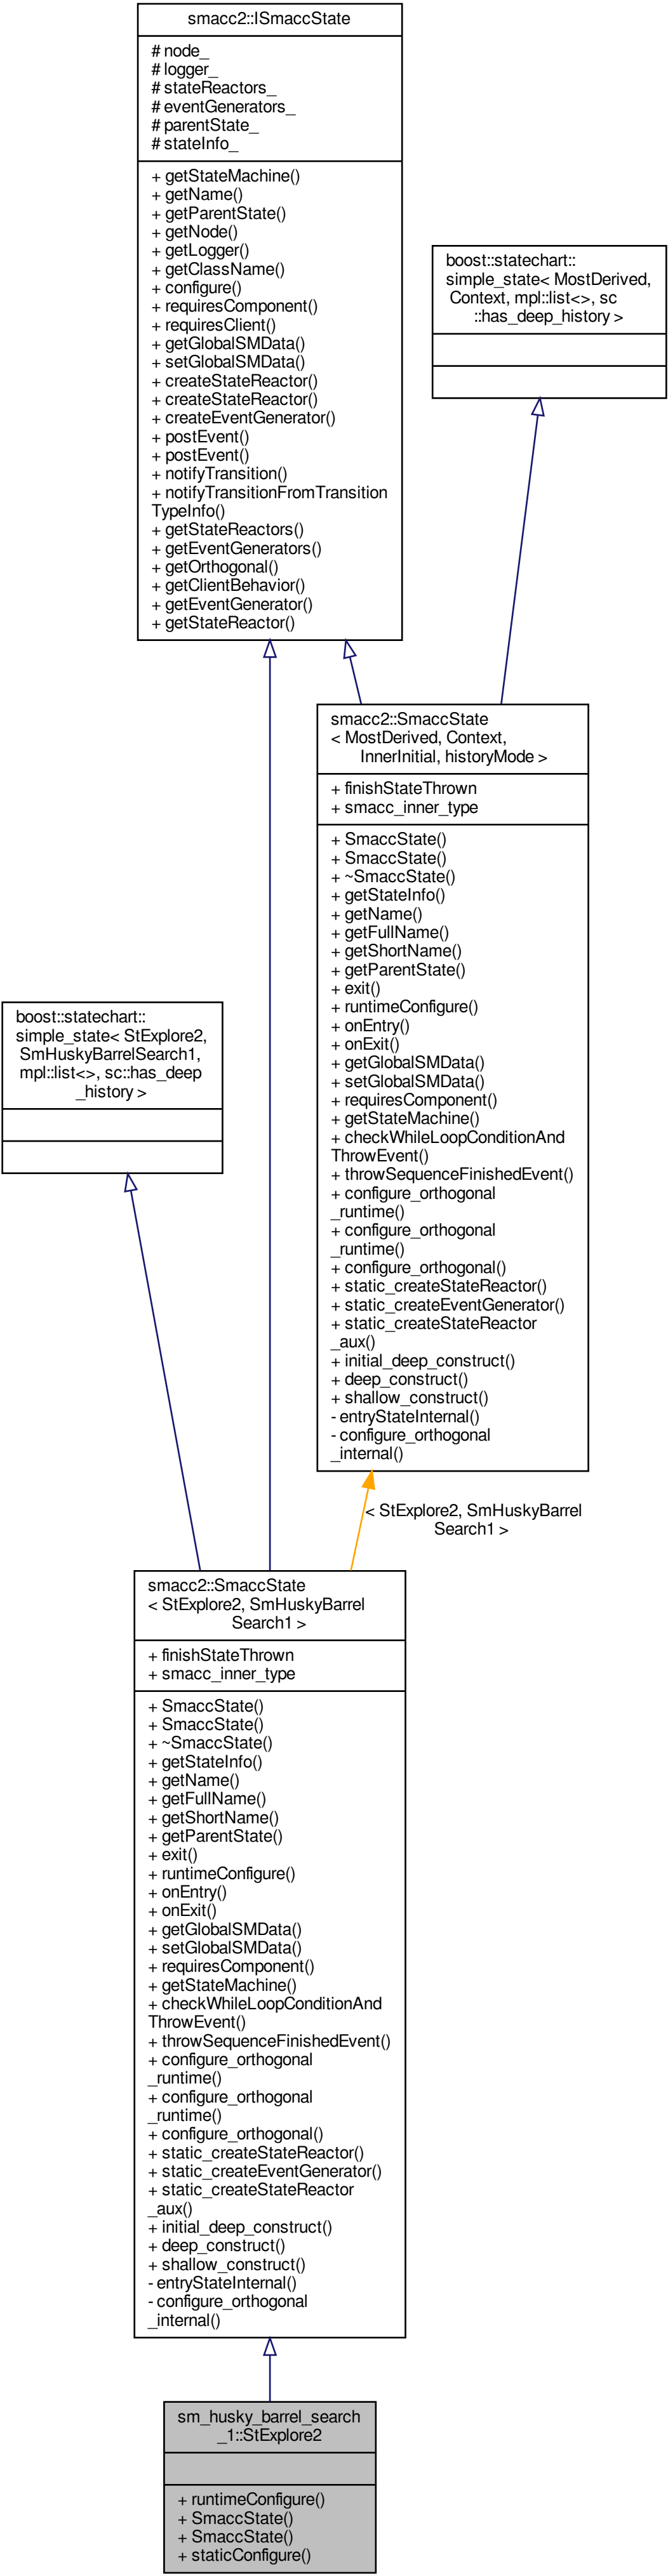 smacc2::ISmaccState
# node_
# logger_
# stateReactors_
# eventGenerators_
# parentState_
# stateInfo_
+ getStateMachine()
+ getName()
+ getParentState()
+ getNode()
+ getLogger()
+ getClassName()
+ configure()
+ requiresComponent()
+ requiresClient()
+ getGlobalSMData()
+ setGlobalSMData()
+ createStateReactor()
+ createStateReactor()
+ createEventGenerator()
+ postEvent()
+ postEvent()
+ notifyTransition()
+ notifyTransitionFromTransition
TypeInfo()
+ getStateReactors()
+ getEventGenerators()
+ getOrthogonal()
+ getClientBehavior()
+ getEventGenerator()
+ getStateReactor()
boost::statechart::
simple_state< MostDerived,
Context, mpl::list<>, sc
::has_deep_history >
smacc2::SmaccState
< MostDerived, Context,
InnerInitial, historyMode >
+ finishStateThrown
+ smacc_inner_type
+ SmaccState()
+ SmaccState()
+ ~SmaccState()
+ getStateInfo()
+ getName()
+ getFullName()
+ getShortName()
+ getParentState()
+ exit()
+ runtimeConfigure()
+ onEntry()
+ onExit()
+ getGlobalSMData()
+ setGlobalSMData()
+ requiresComponent()
+ getStateMachine()
+ checkWhileLoopConditionAnd
ThrowEvent()
+ throwSequenceFinishedEvent()
+ configure_orthogonal
_runtime()
+ configure_orthogonal
_runtime()
+ configure_orthogonal()
+ static_createStateReactor()
+ static_createEventGenerator()
+ static_createStateReactor
_aux()
+ initial_deep_construct()
+ deep_construct()
+ shallow_construct()
- entryStateInternal()
- configure_orthogonal
_internal()
boost::statechart::
simple_state< StExplore2,
SmHuskyBarrelSearch1,
mpl::list<>, sc::has_deep
_history >
< StExplore2, SmHuskyBarrel
Search1 >
smacc2::SmaccState
< StExplore2, SmHuskyBarrel
Search1 >
+ finishStateThrown
+ smacc_inner_type
+ SmaccState()
+ SmaccState()
+ ~SmaccState()
+ getStateInfo()
+ getName()
+ getFullName()
+ getShortName()
+ getParentState()
+ exit()
+ runtimeConfigure()
+ onEntry()
+ onExit()
+ getGlobalSMData()
+ setGlobalSMData()
+ requiresComponent()
+ getStateMachine()
+ checkWhileLoopConditionAnd
ThrowEvent()
+ throwSequenceFinishedEvent()
+ configure_orthogonal
_runtime()
+ configure_orthogonal
_runtime()
+ configure_orthogonal()
+ static_createStateReactor()
+ static_createEventGenerator()
+ static_createStateReactor
_aux()
+ initial_deep_construct()
+ deep_construct()
+ shallow_construct()
- entryStateInternal()
- configure_orthogonal
_internal()
sm_husky_barrel_search
_1::StExplore2
+ runtimeConfigure()
+ SmaccState()
+ SmaccState()
+ staticConfigure()